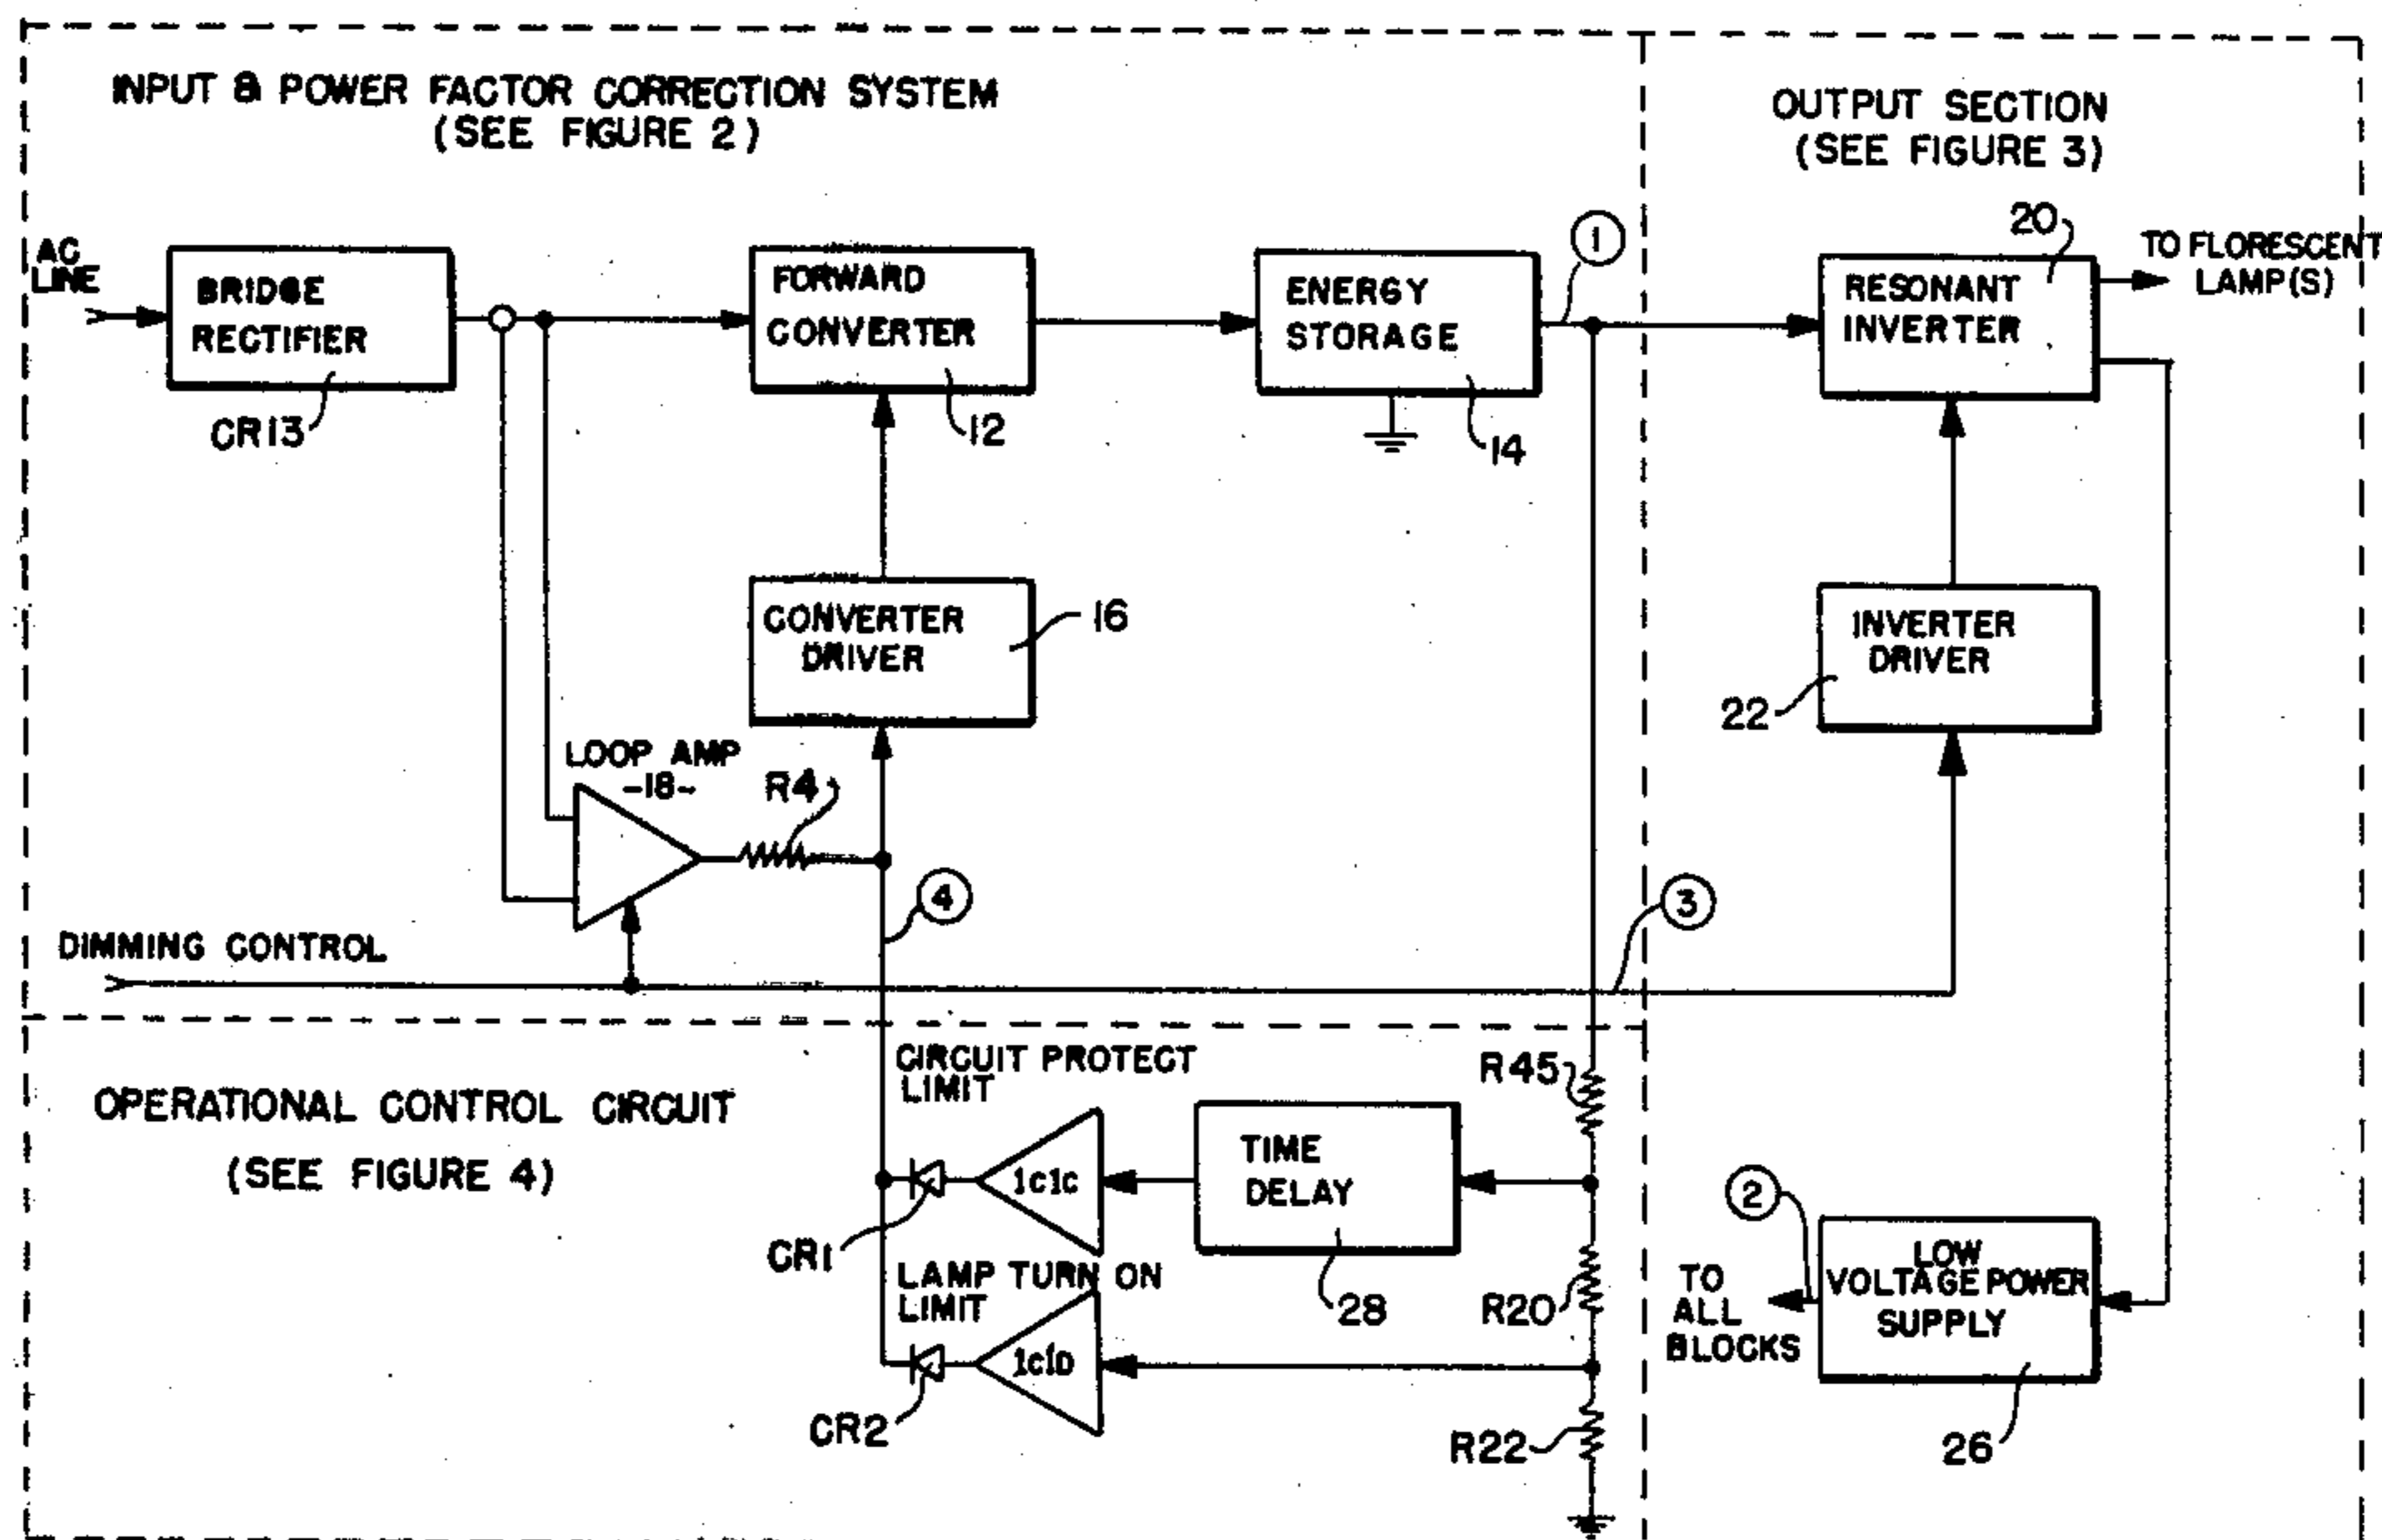 INPUT & POWER FACTOR CORRECTION SYSTEM
(SEE FIGURE 2)
OUTPUT SECTION
(SEE FIGURE 3)
AC
LINE
BRIDGE
RECTIFIER
CR13
FORWARD
CONVERTER
12
ENERGY
STORAGE
14
1
20
RESONANT
INVERTER
TO FLORESCENT
LAMP(S)
CONVERTER
DRIVER
16
INVERTER
DRIVER
22
LOOP AMP
-18-
R4
4
3
DIMMING CONTROL
OPERATIONAL CONTROL CIRCUIT
(SEE FIGURE 4)
CIRCUIT PROTECT
LIMIT
1c1c
CR1
TIME
DELAY
28
R45
LAMP TURN ON
LIMIT
1c1D
CR2
R20
R22
2
TO
ALL
BLOCKS
LOW
VOLTAGE POWER
SUPPLY
26